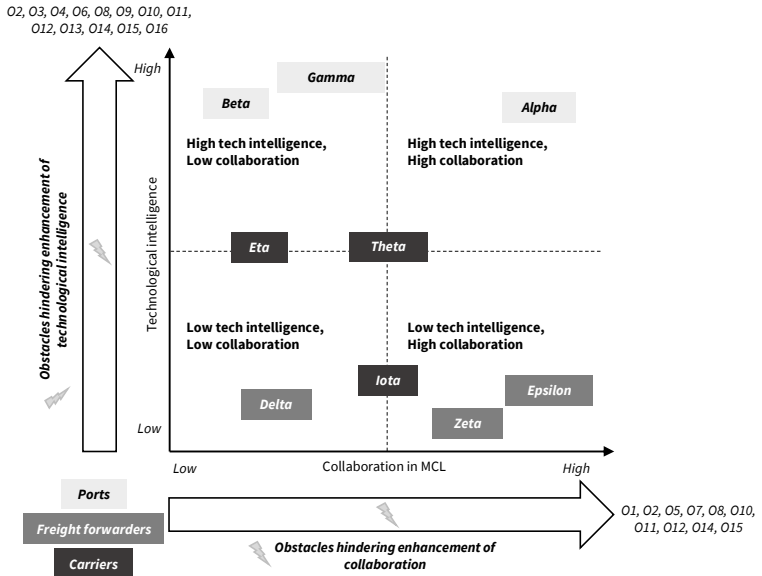 O2, O3, O4, O6, O8, O9, O10, O11,
O12, O13, O14, O15, O16
High
Gamma
Beta
Alpha
High tech intelligence,
Low collaboration
High tech intelligence,
High collaboration
Obstacles hindering enhancement of
technological intelligence
Technological intelligence
Eta
Theta
Low tech intelligence,
Low collaboration
Low tech intelligence,
High collaboration
Iota
Delta
Epsilon
Zeta
Low
Low
Collaboration in MCL
High
Ports
Freight forwarders
Carriers
O1, O2, O5, O7, O8, O10,
O11, O12, O14, O15
Obstacles hindering enhancement of
collaboration